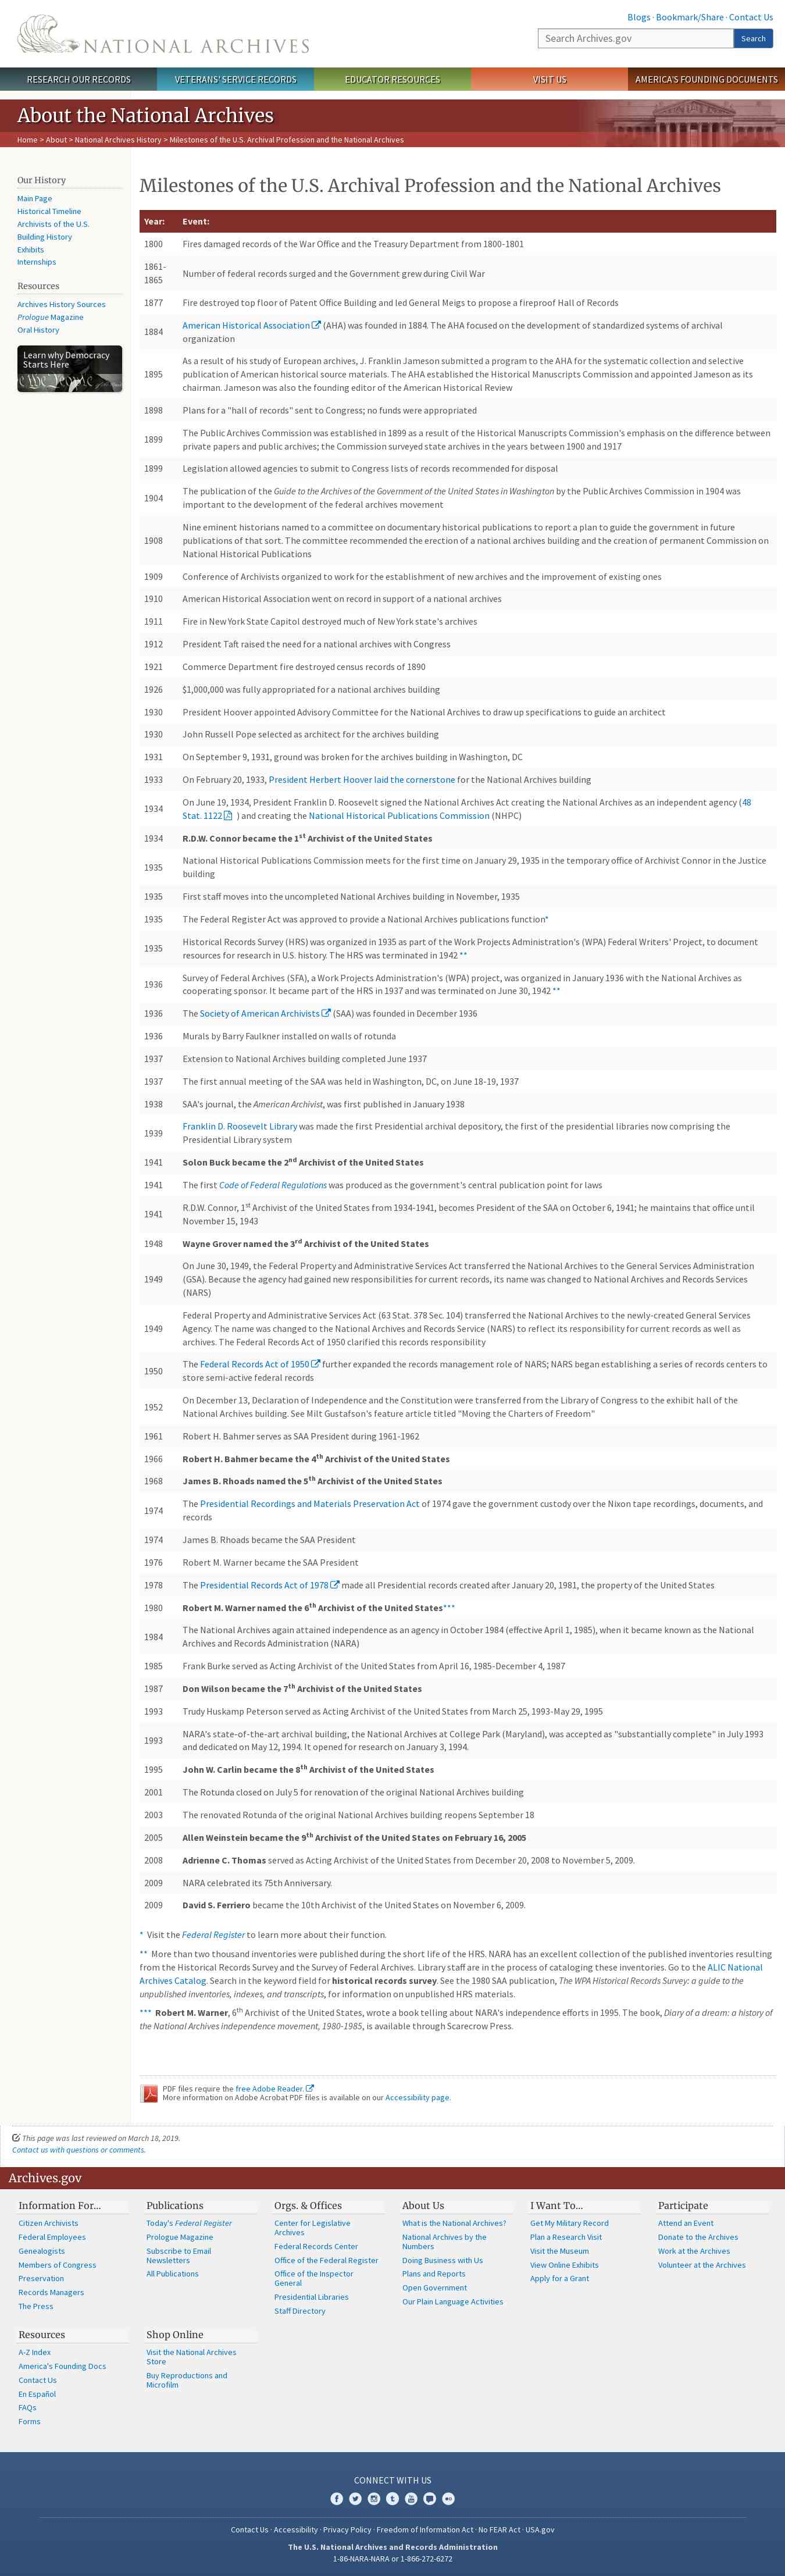 Blogs · Bookmark/Share · Contact Us
NATIONAL ARCHIVES
Search Archives.gov
Search
RESEARCH OUR RECORDS
VETERANS' SERVICE RECORDS
EDUCATOR RESOURCES
VISIT US
AMERICA'S FOUNDING DOCUMENTS
About the National Archives
Home > About > National Archives History > Milestones of the U.S. Archival Profession and the National Archives
Our History
Main Page
Historical Timeline
Archivists of the U.S.
Building History
Exhibits
Internships
Resources
Archives History Sources
Prologue Magazine
Oral History
Learn why Democracy
Starts Here
We the People
Milestones of the U.S. Archival Profession and the National Archives
Year: Event:
1800 Fires damaged records of the War Office and the Treasury Department from 1800-1801
1861-
1865
Number of federal records surged and the Government grew during Civil War
1877 Fire destroyed top floor of Patent Office Building and led General Meigs to propose a fireproof Hall of Records
1884
American Historical Association (AHA) was founded in 1884. The AHA focused on the development of standardized systems of archival
organization
1895
As a result of his study of European archives, J. Franklin Jameson submitted a program to the AHA for the systematic collection and selective
publication of American historical source materials. The AHA established the Historical Manuscripts Commission and appointed Jameson as its
chairman. Jameson was also the founding editor of the American Historical Review
1898 Plans for a "hall of records" sent to Congress; no funds were appropriated
1899
The Public Archives Commission was established in 1899 as a result of the Historical Manuscripts Commission's emphasis on the difference between
private papers and public archives; the Commission surveyed state archives in the years between 1900 and 1917
1899 Legislation allowed agencies to submit to Congress lists of records recommended for disposal
1904
The publication of the Guide to the Archives of the Government of the United States in Washington by the Public Archives Commission in 1904 was
important to the development of the federal archives movement
1908
Nine eminent historians named to a committee on documentary historical publications to report a plan to guide the government in future
publications of that sort. The committee recommended the erection of a national archives building and the creation of permanent Commission on
National Historical Publications
1909 Conference of Archivists organized to work for the establishment of new archives and the improvement of existing ones
1910 American Historical Association went on record in support of a national archives
1911 Fire in New York State Capitol destroyed much of New York state's archives
1912 President Taft raised the need for a national archives with Congress
1921 Commerce Department fire destroyed census records of 1890
1926 $1,000,000 was fully appropriated for a national archives building
1930 President Hoover appointed Advisory Committee for the National Archives to draw up specifications to guide an architect
1930 John Russell Pope selected as architect for the archives building
1931 On September 9, 1931, ground was broken for the archives building in Washington, DC
1933 On February 20, 1933, President Herbert Hoover laid the cornerstone for the National Archives building
1934
On June 19, 1934, President Franklin D. Roosevelt signed the National Archives Act creating the National Archives as an independent agency (48
Stat. 1122 ) and creating the National Historical Publications Commission (NHPC)
1934 R.D.W. Connor became the 1st Archivist of the United States
1935
National Historical Publications Commission meets for the first time on January 29, 1935 in the temporary office of Archivist Connor in the Justice
building
1935 First staff moves into the uncompleted National Archives building in November, 1935
1935 The Federal Register Act was approved to provide a National Archives publications function*
1935
Historical Records Survey (HRS) was organized in 1935 as part of the Work Projects Administration's (WPA) Federal Writers' Project, to document
resources for research in U.S. history. The HRS was terminated in 1942 **
1936
Survey of Federal Archives (SFA), a Work Projects Administration's (WPA) project, was organized in January 1936 with the National Archives as
cooperating sponsor. It became part of the HRS in 1937 and was terminated on June 30, 1942 **
1936 The Society of American Archivists (SAA) was founded in December 1936
1936 Murals by Barry Faulkner installed on walls of rotunda
1937 Extension to National Archives building completed June 1937
1937 The first annual meeting of the SAA was held in Washington, DC, on June 18-19, 1937
1938 SAA's journal, the American Archivist, was first published in January 1938
1939
Franklin D. Roosevelt Library was made the first Presidential archival depository, the first of the presidential libraries now comprising the
Presidential Library system
1941 Solon Buck became the 2nd Archivist of the United States
1941 The first Code of Federal Regulations was produced as the government's central publication point for laws
1941
R.D.W. Connor, 1st Archivist of the United States from 1934-1941, becomes President of the SAA on October 6, 1941; he maintains that office until
November 15, 1943
1948 Wayne Grover named the 3rd Archivist of the United States
1949
On June 30, 1949, the Federal Property and Administrative Services Act transferred the National Archives to the General Services Administration
(GSA). Because the agency had gained new responsibilities for current records, its name was changed to National Archives and Records Services
(NARS)
1949
Federal Property and Administrative Services Act (63 Stat. 378 Sec. 104) transferred the National Archives to the newly-created General Services
Agency. The name was changed to the National Archives and Records Service (NARS) to reflect its responsibility for current records as well as
archives. The Federal Records Act of 1950 clarified this records responsibility
1950
The Federal Records Act of 1950 further expanded the records management role of NARS; NARS began establishing a series of records centers to
store semi-active federal records
1952
On December 13, Declaration of Independence and the Constitution were transferred from the Library of Congress to the exhibit hall of the
National Archives building. See Milt Gustafson's feature article titled "Moving the Charters of Freedom"
1961 Robert H. Bahmer serves as SAA President during 1961-1962
1966 Robert H. Bahmer became the 4th Archivist of the United States
1968 James B. Rhoads named the 5th Archivist of the United States
1974
The Presidential Recordings and Materials Preservation Act of 1974 gave the government custody over the Nixon tape recordings, documents, and
records
1974 James B. Rhoads became the SAA President
1976 Robert M. Warner became the SAA President
1978 The Presidential Records Act of 1978 made all Presidential records created after January 20, 1981, the property of the United States
1980 Robert M. Warner named the 6th Archivist of the United States***
1984
The National Archives again attained independence as an agency in October 1984 (effective April 1, 1985), when it became known as the National
Archives and Records Administration (NARA)
1985 Frank Burke served as Acting Archivist of the United States from April 16, 1985-December 4, 1987
1987 Don Wilson became the 7th Archivist of the United States
1993 Trudy Huskamp Peterson served as Acting Archivist of the United States from March 25, 1993-May 29, 1995
1993
NARA's state-of-the-art archival building, the National Archives at College Park (Maryland), was accepted as "substantially complete" in July 1993
and dedicated on May 12, 1994. It opened for research on January 3, 1994.
1995 John W. Carlin became the 8th Archivist of the United States
2001 The Rotunda closed on July 5 for renovation of the original National Archives building
2003 The renovated Rotunda of the original National Archives building reopens September 18
2005 Allen Weinstein became the 9th Archivist of the United States on February 16, 2005
2008 Adrienne C. Thomas served as Acting Archivist of the United States from December 20, 2008 to November 5, 2009.
2009 NARA celebrated its 75th Anniversary.
2009 David S. Ferriero became the 10th Archivist of the United States on November 6, 2009.
* Visit the Federal Register to learn more about their function.
** More than two thousand inventories were published during the short life of the HRS. NARA has an excellent collection of the published inventories resulting
from the Historical Records Survey and the Survey of Federal Archives. Library staff are in the process of cataloging these inventories. Go to the ALIC National
Archives Catalog. Search in the keyword field for historical records survey. See the 1980 SAA publication, The WPA Historical Records Survey: a guide to the
unpublished inventories, indexes, and transcripts, for information on unpublished HRS materials.
*** Robert M. Warner, 6th Archivist of the United States, wrote a book telling about NARA's independence efforts in 1995. The book, Diary of a dream: a history of
the National Archives independence movement, 1980-1985, is available through Scarecrow Press.
PDF files require the free Adobe Reader.
More information on Adobe Acrobat PDF files is available on our Accessibility page.
This page was last reviewed on March 18, 2019.
Contact us with questions or comments.
Archives.gov
Information For…
Citizen Archivists
Federal Employees
Genealogists
Members of Congress
Preservation
Records Managers
The Press
Publications
Today's Federal Register
Prologue Magazine
Subscribe to Email
Newsletters
All Publications
Orgs. & Offices
Center for Legislative
Archives
Federal Records Center
Office of the Federal Register
Office of the Inspector
General
Presidential Libraries
Staff Directory
About Us
What is the National Archives?
National Archives by the
Numbers
Doing Business with Us
Plans and Reports
Open Government
Our Plain Language Activities
I Want To…
Get My Military Record
Plan a Research Visit
Visit the Museum
View Online Exhibits
Apply for a Grant
Participate
Attend an Event
Donate to the Archives
Work at the Archives
Volunteer at the Archives
Resources
A-Z Index
America's Founding Docs
Contact Us
En Español
FAQs
Forms
Shop Online
Visit the National Archives
Store
Buy Reproductions and
Microfilm
CONNECT WITH US
Contact Us · Accessibility · Privacy Policy · Freedom of Information Act · No FEAR Act · USA.gov
The U.S. National Archives and Records Administration
1-86-NARA-NARA or 1-866-272-6272